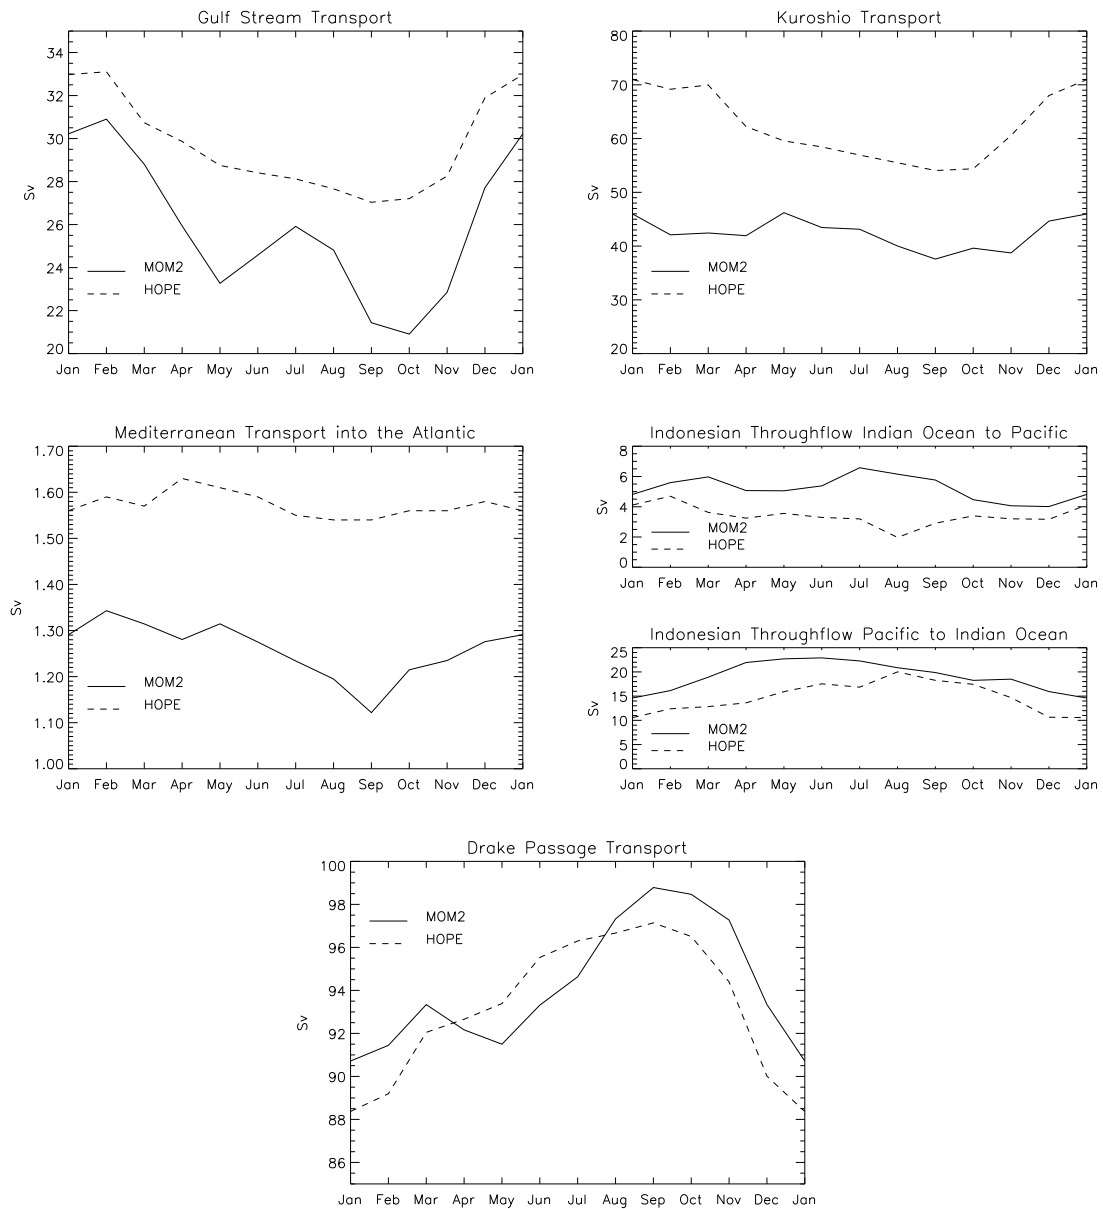 Gulf Stream Transport
34
32
30
28
26
24
22
20
Sv
MOM2
HOPE
Jan Feb Mar Apr May Jun Jul Aug Sep Oct Nov Dec Jan
Kuroshio Transport
80
70
60
50
40
30
20
Sv
MOM2
HOPE
Jan Feb Mar Apr May Jun Jul Aug Sep Oct Nov Dec Jan
Mediterranean Transport into the Atlantic
1.70
1.60
1.50
1.40
1.30
1.20
1.10
1.00
Sv
MOM2
HOPE
Jan Feb Mar Apr May Jun Jul Aug Sep Oct Nov Dec Jan
Indonesian Throughflow Indian Ocean to Pacific
8
6
4
2
0
Sv
MOM2
HOPE
Jan Feb Mar Apr May Jun Jul Aug Sep Oct Nov Dec Jan
Indonesian Throughflow Pacific to Indian Ocean
25
20
15
10
5
0
Sv
MOM2
HOPE
Jan Feb Mar Apr May Jun Jul Aug Sep Oct Nov Dec Jan
Drake Passage Transport
100
98
96
94
92
90
88
86
Sv
MOM2
HOPE
Jan Feb Mar Apr May Jun Jul Aug Sep Oct Nov Dec Jan